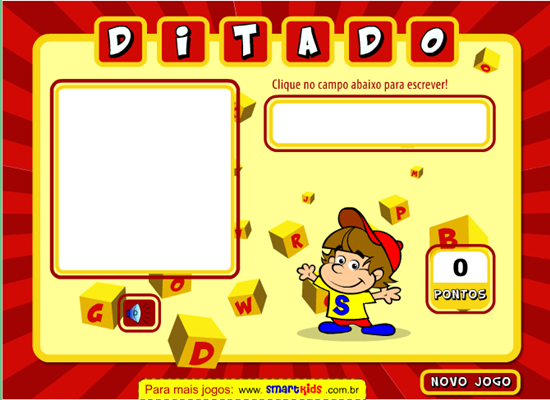 DiTADO
Clique no campo abaixo para escrever!
O
M
J
P
R
B
S
0
PONTOS
O
G
W
D
NOVO JOGO
Para mais jogos: www. smartkids .com.br